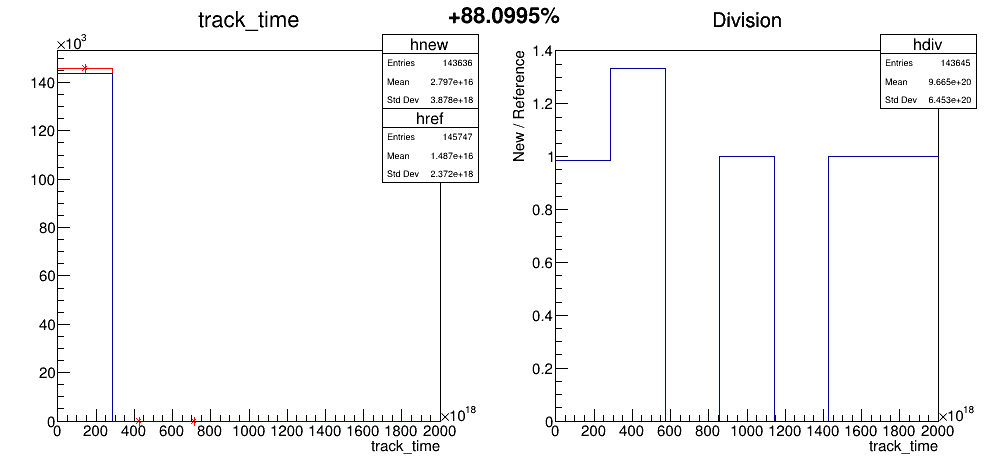 +88.0995%
track_time
×10³
hnew
Entries 143636
Mean 2.797e+16
Std Dev 3.878e+18
href
Entries 145747
Mean 1.487e+16
Std Dev 2.372e+18
140
120
100
80
60
40
20
0
0 200 400 600 800 1000 1200 1400 1600 1800 2000
×10¹⁸
track_time
Division
hdiv
Entries 143645
Mean 9.665e+20
Std Dev 6.453e+20
New / Reference
1.4
1.2
1
0.8
0.6
0.4
0.2
0
0 200 400 600 800 1000 1200 1400 1600 1800 2000
×10¹⁸
track_time